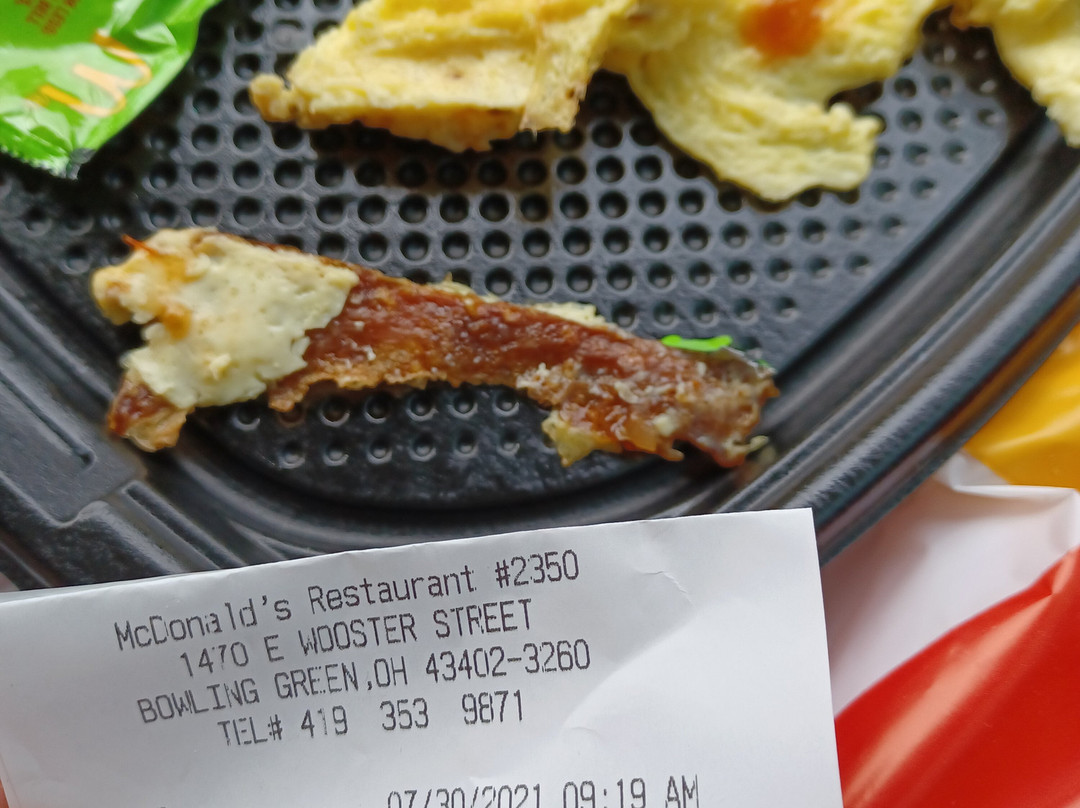 McDonald's Restaurant #2350
1470 E WOOSTER STREET
BOWLING GREEN,OH 43402-3260
TEL# 419 353 9871
07/30/2021 09:19 AM